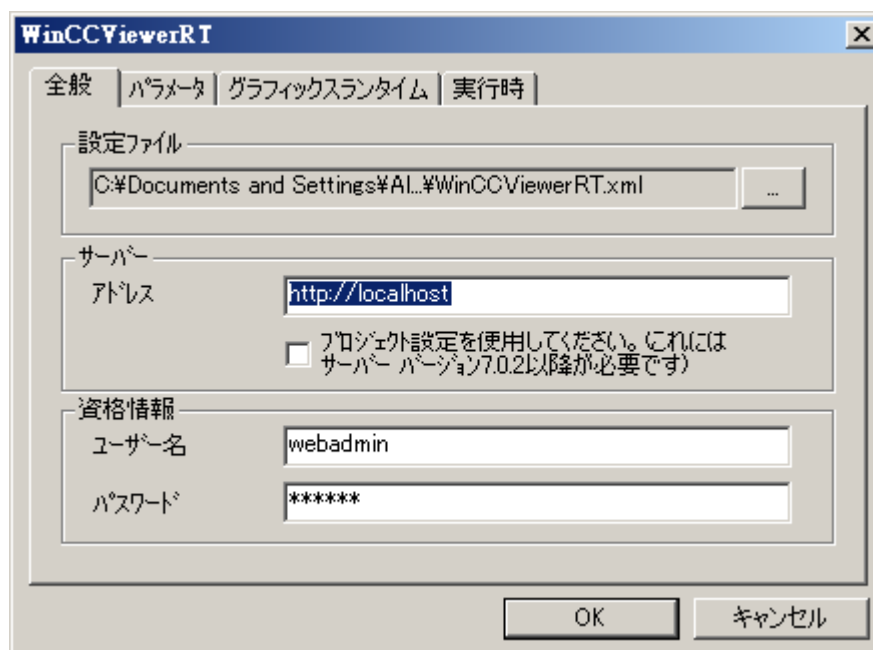 WinCCViewerRT
全般 パラメータ グラフィックスランタイム 実行時
設定ファイル
C:¥Documents and Settings¥Al...¥WinCCViewerRT.xml ...
サーバー
アドレス http://localhost
プロジェクト設定を使用してください。(これには
サーバー バージョン7.0.2以降が必要です)
資格情報
ユーザー名 webadmin
パスワード ******
OK キャンセル